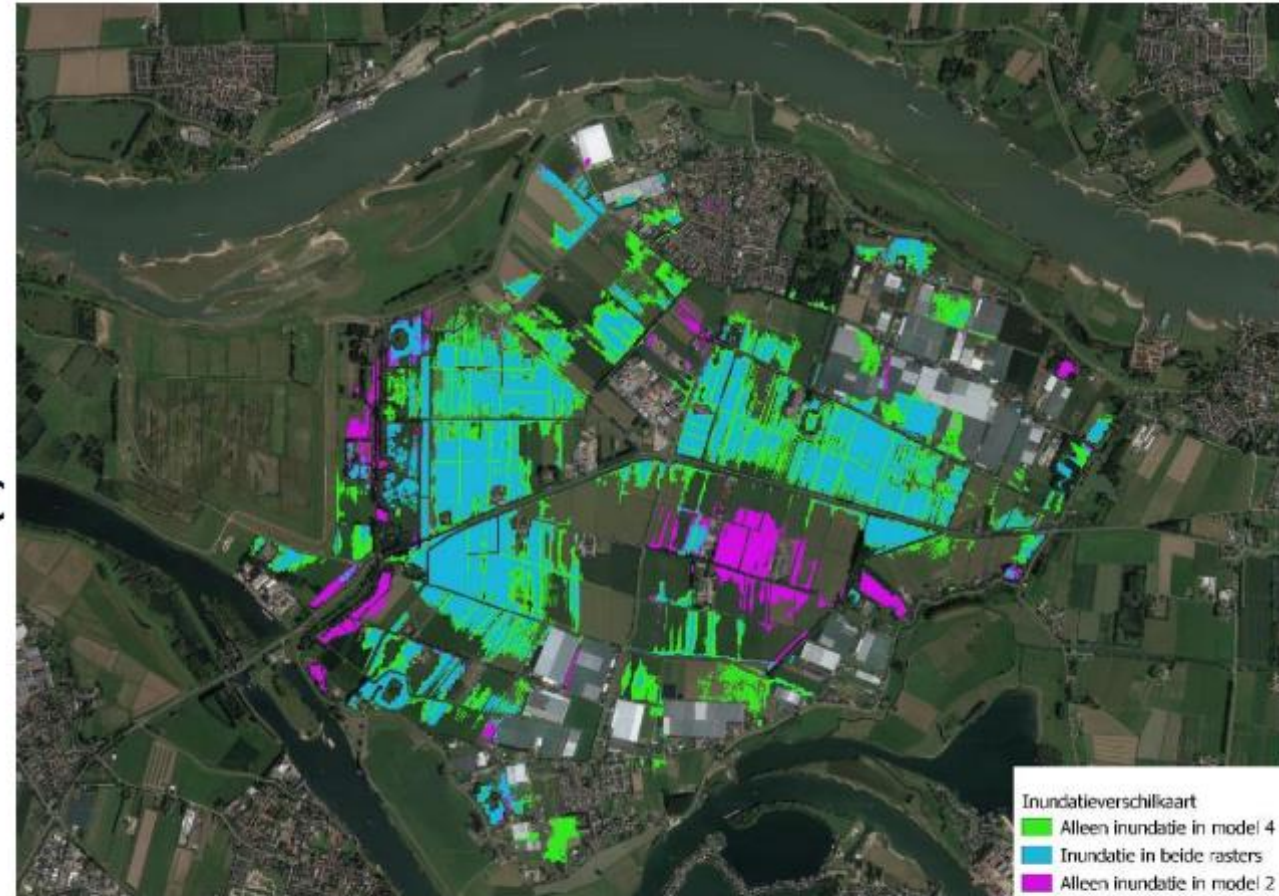 Inundatieverschilkaart
Alleen inundatie in model 4
Inundatie in beide rasters
Alleen inundatie in model 2